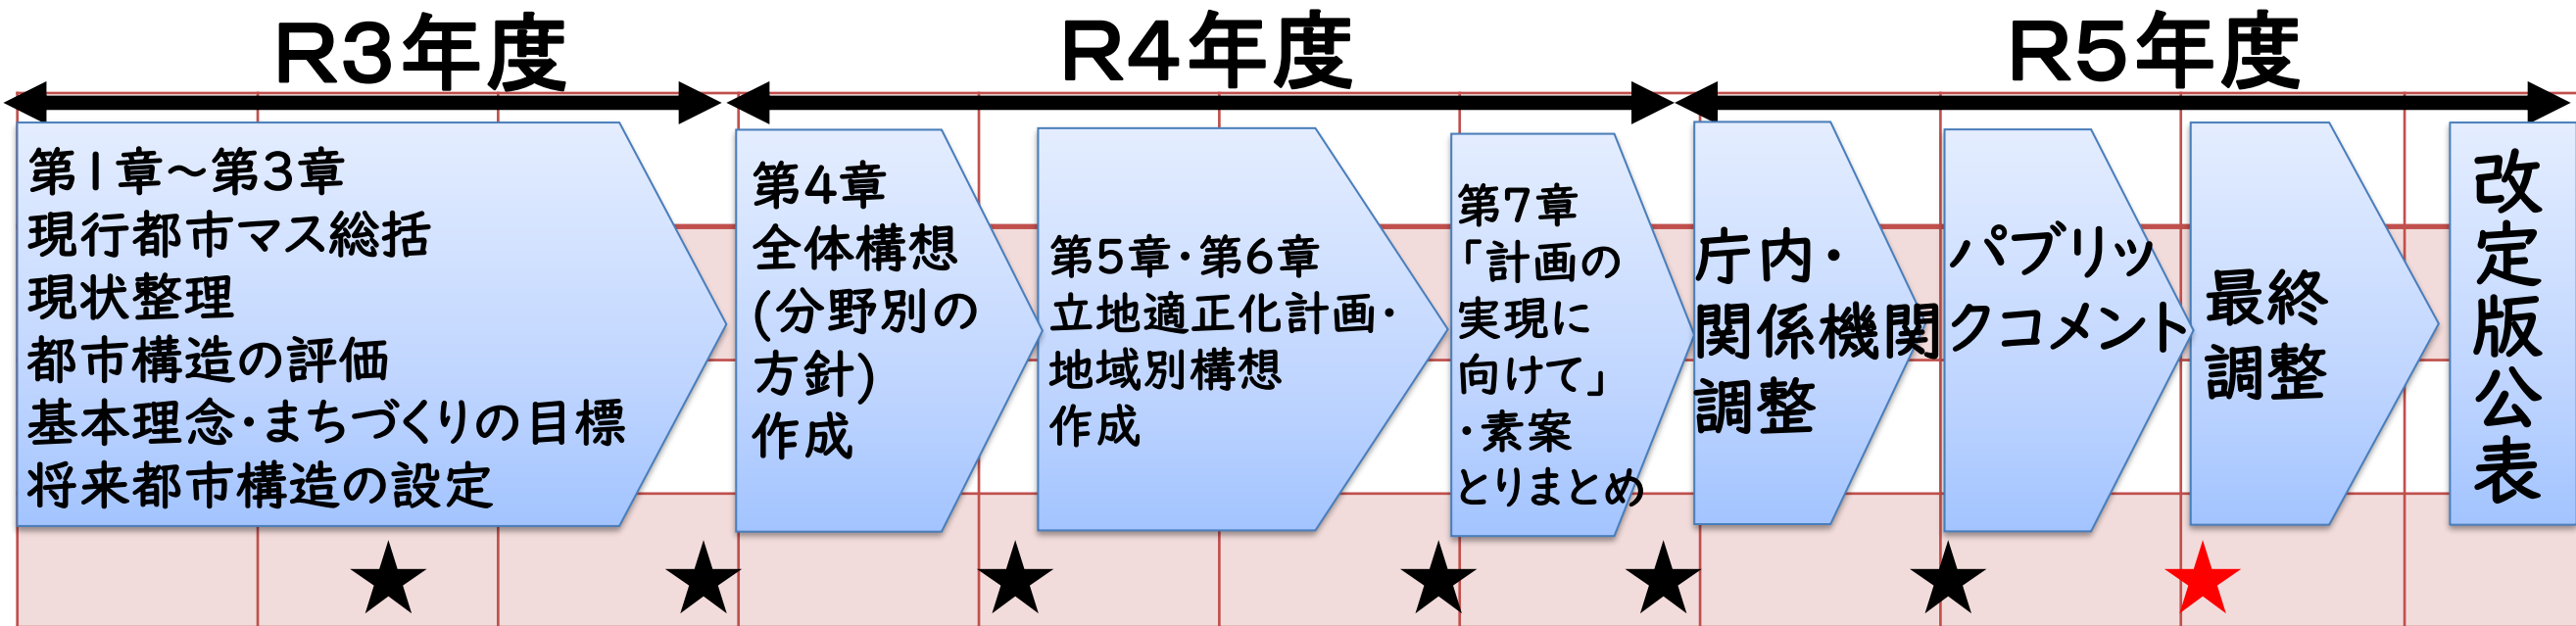 R3年度
R4年度
R5年度
第1章～第3章
現行都市マス総括
現状整理
都市構造の評価
基本理念・まちづくりの目標
将来都市構造の設定
第4章
全体構想
(分野別の
方針)
作成
第5章・第6章
立地適正化計画・
地域別構想
作成
第7章
「計画の
実現に
向けて」
・素案
とりまとめ
庁内・
関係機関
調整
パブリッ
クコメント
最終
調整
改定版公表